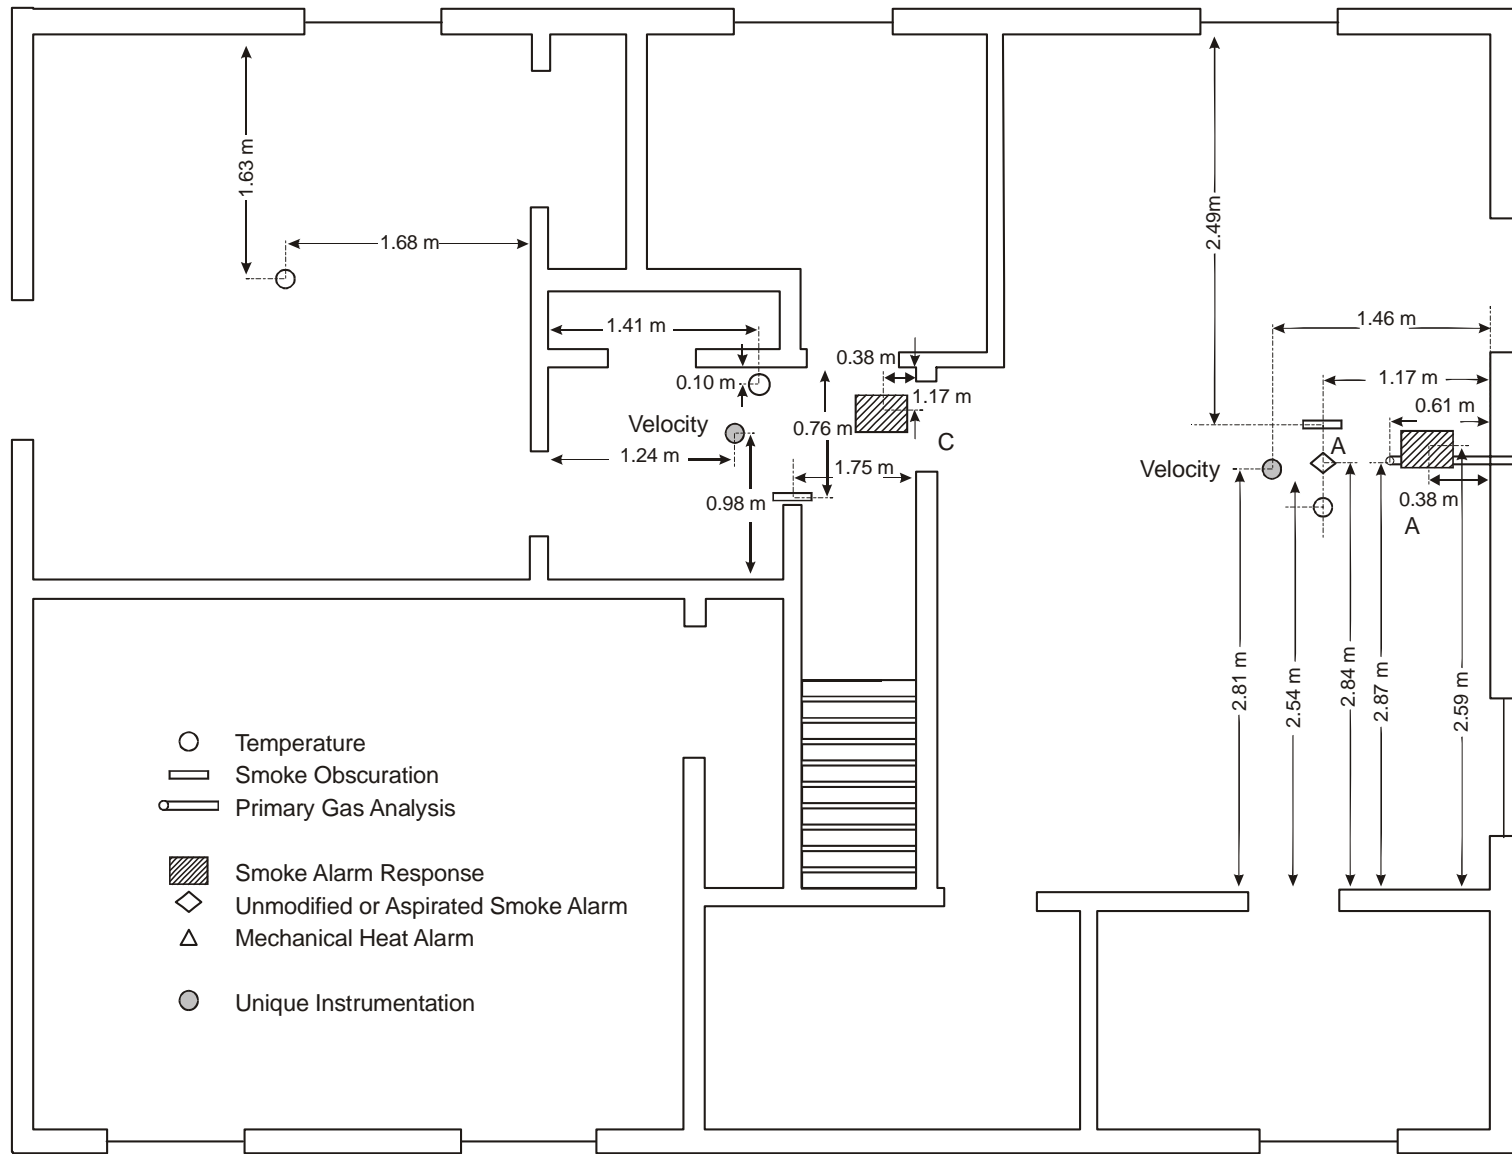 1.63 m
1.68 m
1.41 m
0.10 m
Velocity
1.24 m
0.98 m
0.76 m
1.75 m
0.38 m
1.17 m
C
2.49m
1.46 m
1.17 m
0.61 m
A
Velocity
0.38 m
A
2.81 m
2.54 m
2.84 m
2.87 m
2.59 m
Temperature
Smoke Obscuration
Primary Gas Analysis
Smoke Alarm Response
Unmodified or Aspirated Smoke Alarm
Mechanical Heat Alarm
Unique Instrumentation